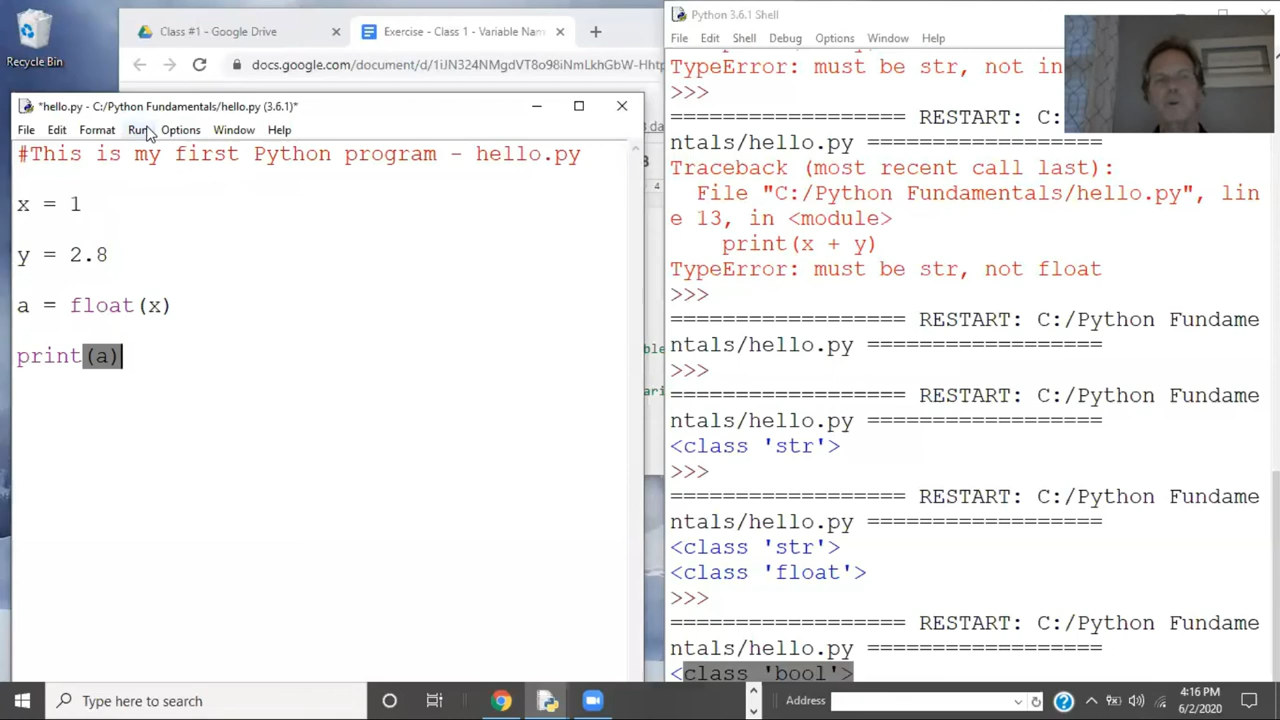 Recycle Bin
Class #1 - Google Drive
Exercise - Class 1 - Variable Nam
docs.google.com/document/d/1iJN324NMgdVT8o98iNmLkhGbW-Hhtp
*hello.py - C:/Python Fundamentals/hello.py (3.6.1)*
File Edit Format Run Options Window Help
#This is my first Python program - hello.py
x = 1
y = 2.8
a = float(x)
print(a)
Python 3.6.1 Shell
File Edit Shell Debug Options Window Help
TypeError: must be str, not in
>>>
================== RESTART: C:
ntals/hello.py ==================
Traceback (most recent call last):
File "C:/Python Fundamentals/hello.py", lin
e 13, in <module>
print(x + y)
TypeError: must be str, not float
>>>
================== RESTART: C:/Python Fundame
ntals/hello.py ==================
>>>
================== RESTART: C:/Python Fundame
ntals/hello.py ==================
<class 'str'>
>>>
================== RESTART: C:/Python Fundame
ntals/hello.py ==================
<class 'str'>
<class 'float'>
>>>
================== RESTART: C:/Python Fundame
ntals/hello.py ==================
<class 'bool'>
Type here to search
Address
4:16 PM
6/2/2020